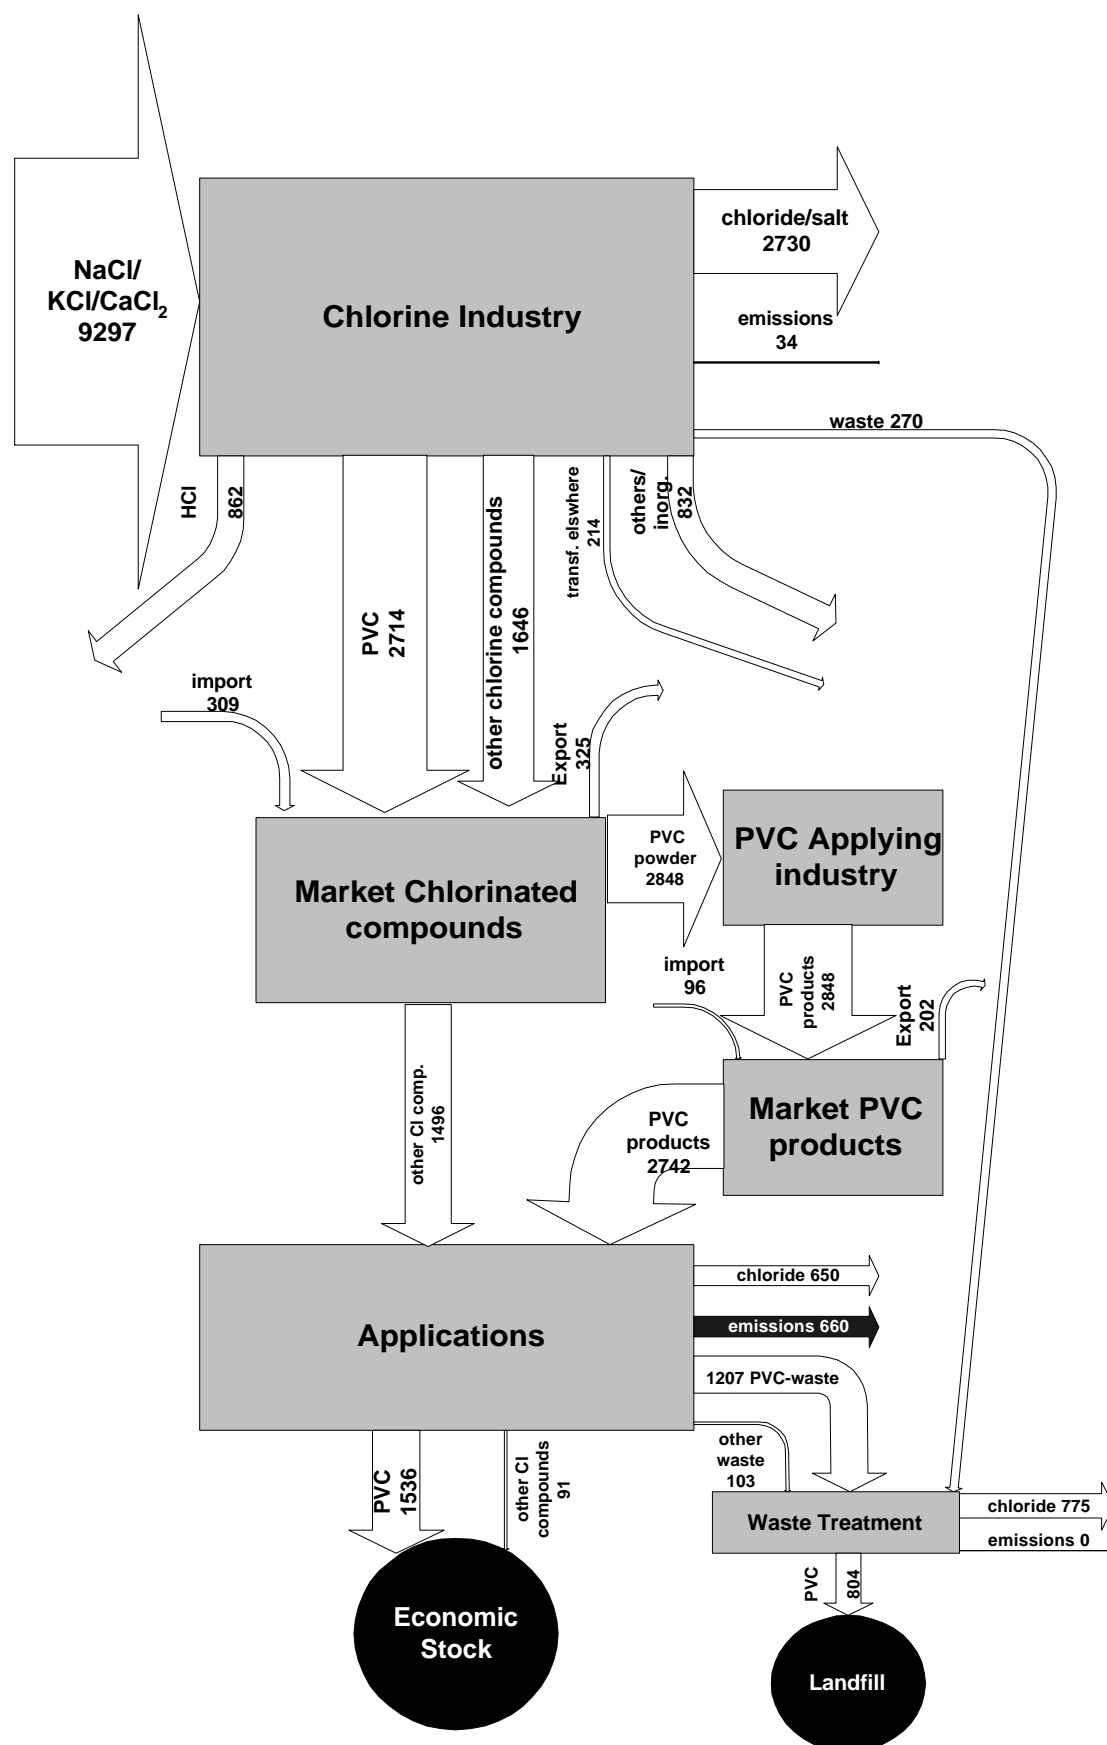 NaCl/
KCl/CaCl2
9297
Chlorine Industry
chloride/salt
2730
emissions
34
waste 270
HCl
862
PVC
2714
other chlorine compounds
1646
transf. elswhere
214
others/
inorg.
832
import
309
Export
325
Market Chlorinated
compounds
PVC
powder
2848
PVC Applying
industry
import
96
PVC
products
2848
Export
202
Market PVC
products
other Cl comp.
1496
PVC
products
2742
Applications
chloride 650
emissions 660
1207 PVC-waste
other
waste
103
PVC
1536
other Cl
compounds
91
Waste Treatment
chloride 775
emissions 0
PVC
804
Economic
Stock
Landfill